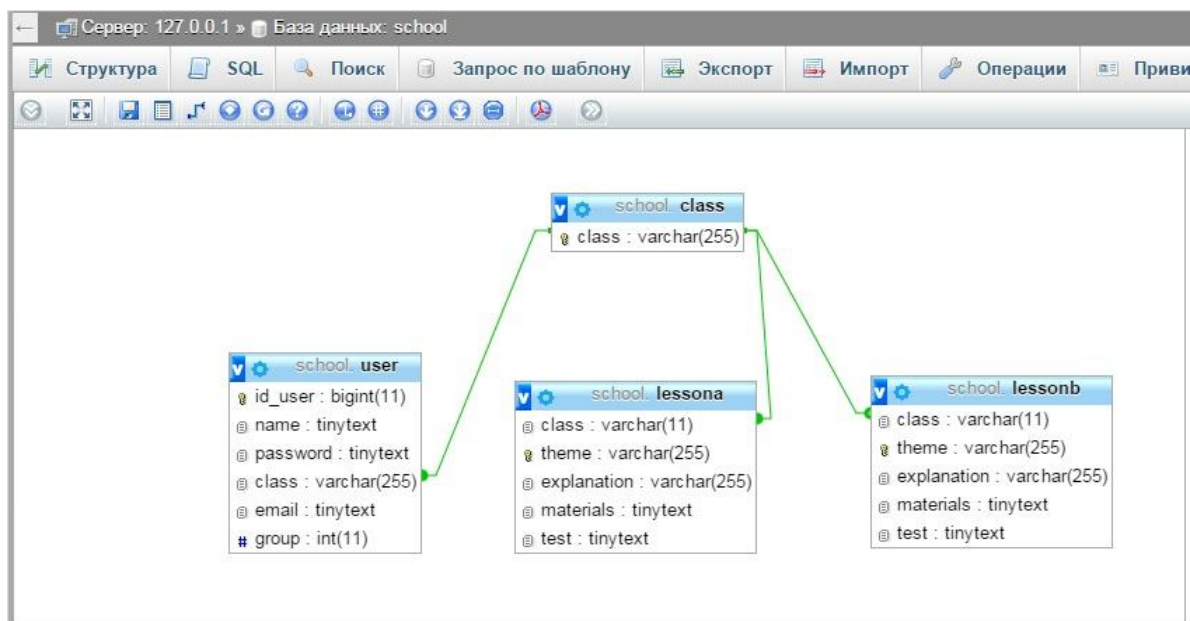 Сервер: 127.0.0.1 » База данных: school
Структура SQL Поиск Запрос по шаблону Экспорт Импорт Операции Приви
school. class
class : varchar(255)
school. user
id_user : bigint(11)
name : tinytext
password : tinytext
class : varchar(255)
email : tinytext
# group : int(11)
school. lessona
class : varchar(11)
theme : varchar(255)
explanation : varchar(255)
materials : tinytext
test : tinytext
school. lessonb
class : varchar(11)
theme : varchar(255)
explanation : varchar(255)
materials : tinytext
test : tinytext